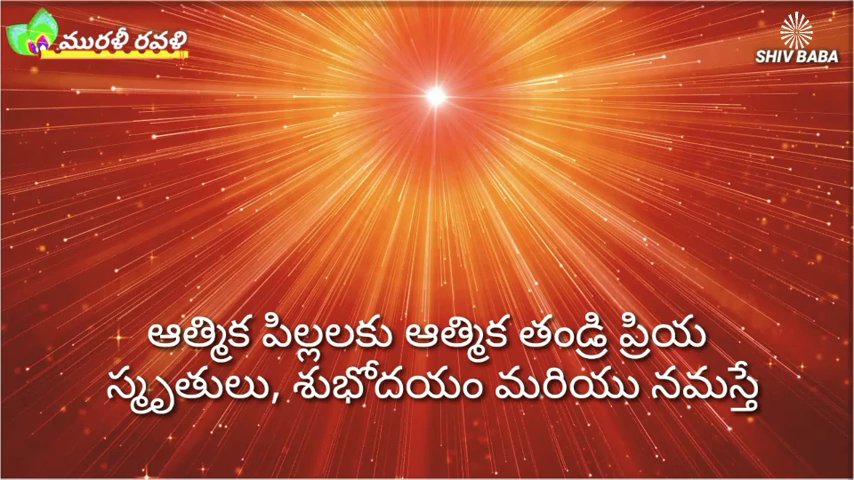 మురళీ రవళి
SHIV BABA
ఆత్మిక పిల్లలకు ఆత్మిక తండ్రి ప్రియ
స్మృతులు, శుభోదయం మరియు నమస్తే